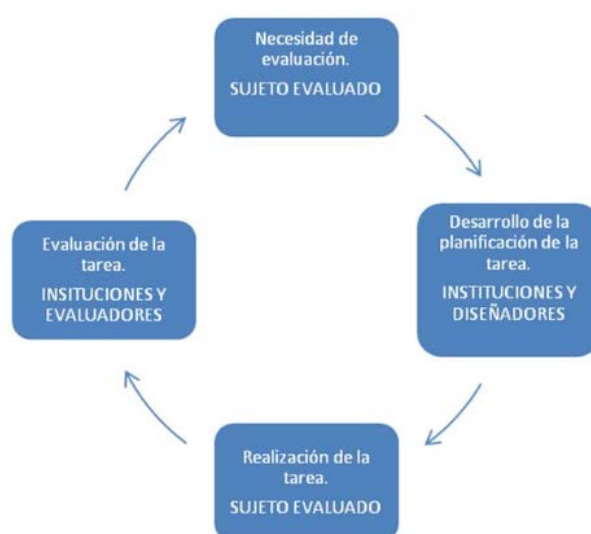 Necesidad de
evaluación.
SUJETO EVALUADO
Desarrollo de la
planificación de la
tarea.
INSTITUCIONES Y
DISEÑADORES
Realización de la
tarea.
SUJETO EVALUADO
Evaluación de la
tarea.
INSITUCIONES Y
EVALUADORES